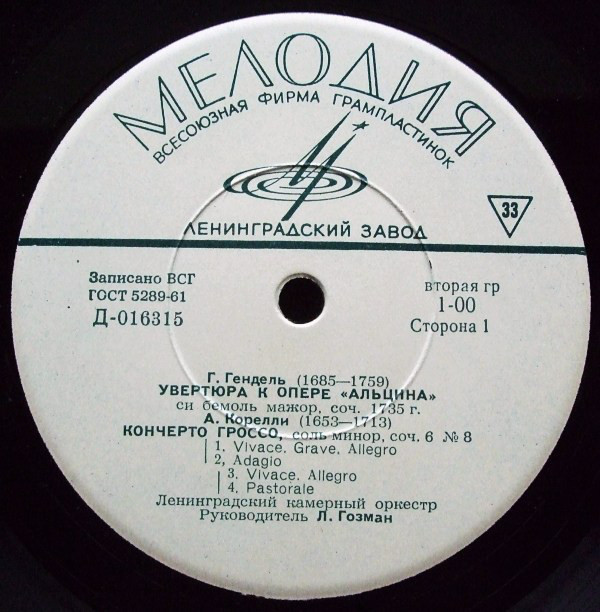 МЕЛОДИЯ
ВСЕСОЮЗНАЯ ФИРМА ГРАМПЛАСТИНОК
ЛЕНИНГРАДСКИЙ ЗАВОД
33
Записано ВСГ
ГОСТ 5289-61
Д-016315
вторая гр
1-00
Сторона 1
Г. Гендель (1685—1759)
УВЕРТЮРА К ОПЕРЕ «АЛЬЦИНА»
си бемоль мажор, соч. 1735 г.
А. Корелли (1653—1713)
КОНЧЕРТО ГРОССО, соль минор, соч. 6 № 8
1. Vivace. Grave. Allegro
2, Adagio
3. Vivace. Allegro
4. Pastorale
Ленинградский камерный оркестр
Руководитель Л. Гозман